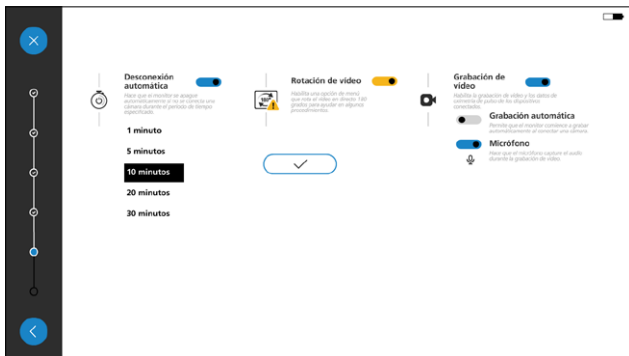 Desconexión
automática
Hace que el monitor se apague
automáticamente si no se conecta una
cámara durante el período de tiempo
especificado.
1 minuto
5 minutos
10 minutos
20 minutos
30 minutos
Rotación de vídeo
180°
Habilita una opción de menú
que rota el vídeo en directo 180
grados para ayudar en algunos
procedimientos.
Grabación de
vídeo
Habilita la grabación de vídeo y los datos de
corriente de pulso de los dispositivos
conectados.
Grabación automática
Permite que el monitor comience a grabar
automáticamente al conectar una cámara.
Micrófono
Hace que el micrófono capture el audio
durante la grabación de vídeo.